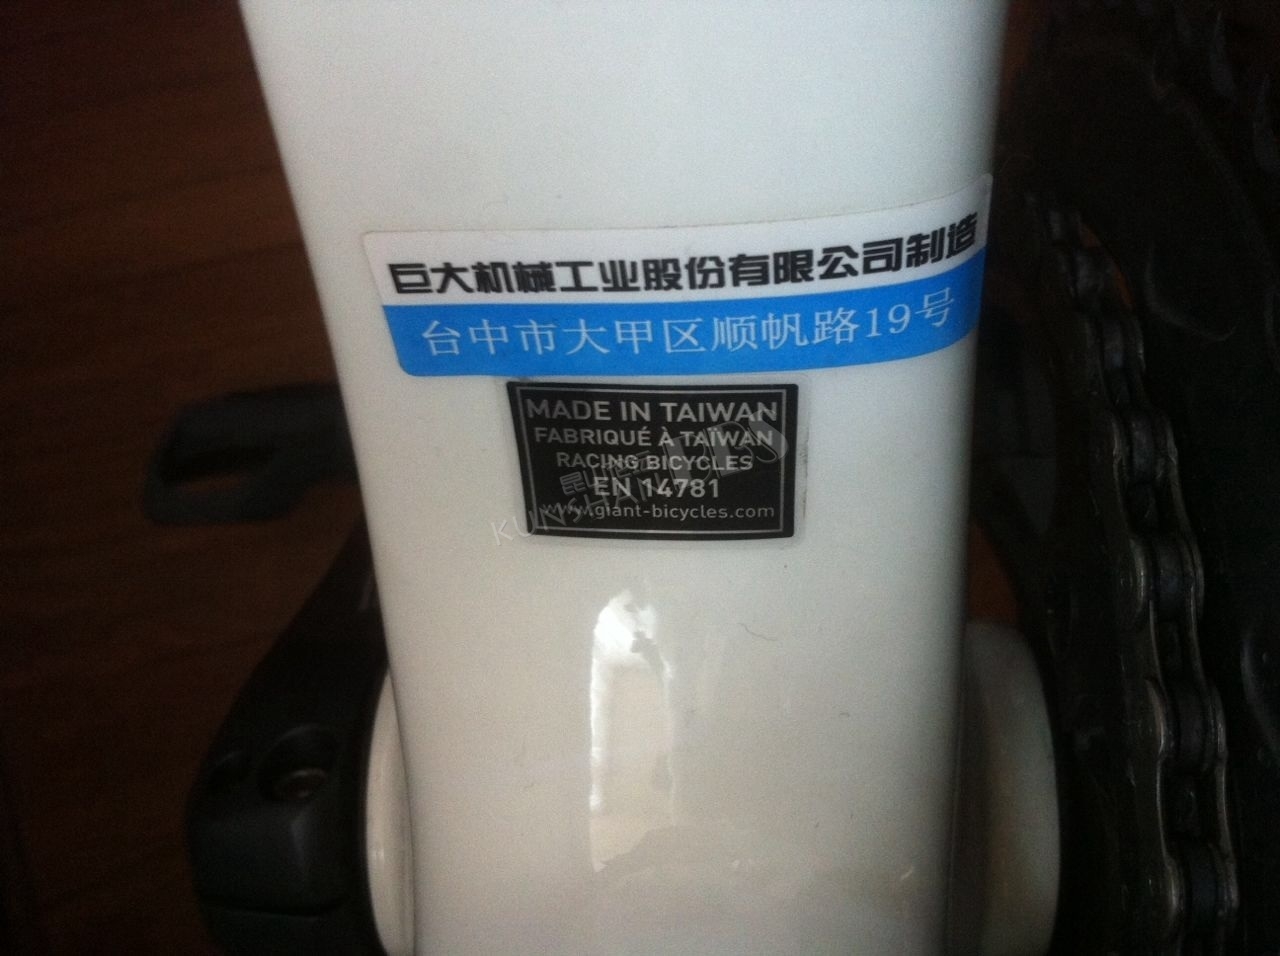 巨大机械工业股份有限公司制造
台中市大甲区顺帆路19号
MADE IN TAIWAN
FABRIQUÉ À TAÏWAN
RACING BICYCLES
EN 14781
www.giant-bicycles.com
KUNSHAN